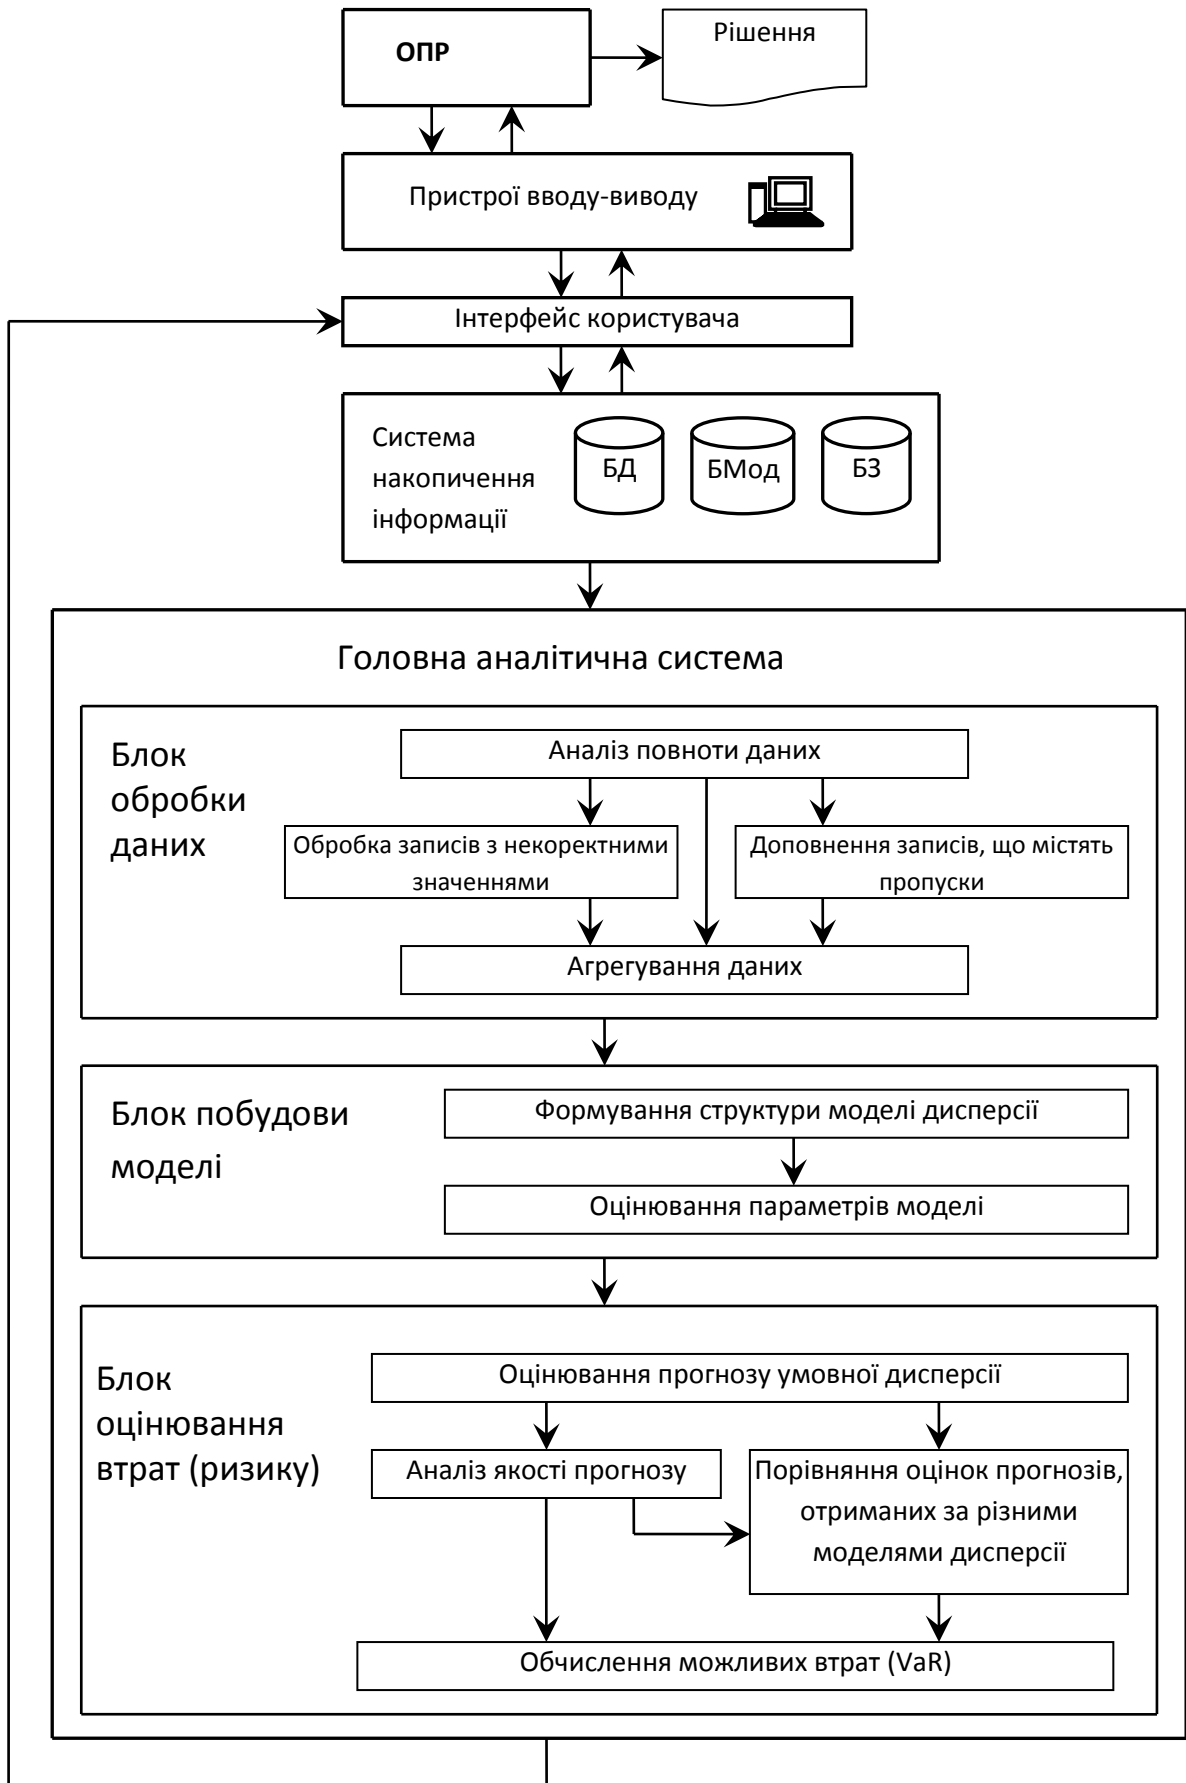 ОПР
Рішення
Пристрої вводу-виводу
Інтерфейс користувача
Система
накопичення
інформації
БД
БМод
БЗ
Головна аналітична система
Блок
обробки
даних
Аналіз повноти даних
Обробка записів з некоректними
значеннями
Доповнення записів, що містять
пропуски
Агрегування даних
Блок побудови
моделі
Формування структури моделі дисперсії
Оцінювання параметрів моделі
Блок
оцінювання
втрат (ризику)
Оцінювання прогнозу умовної дисперсії
Аналіз якості прогнозу
Порівняння оцінок прогнозів,
отриманих за різними
моделями дисперсії
Обчислення можливих втрат (VaR)